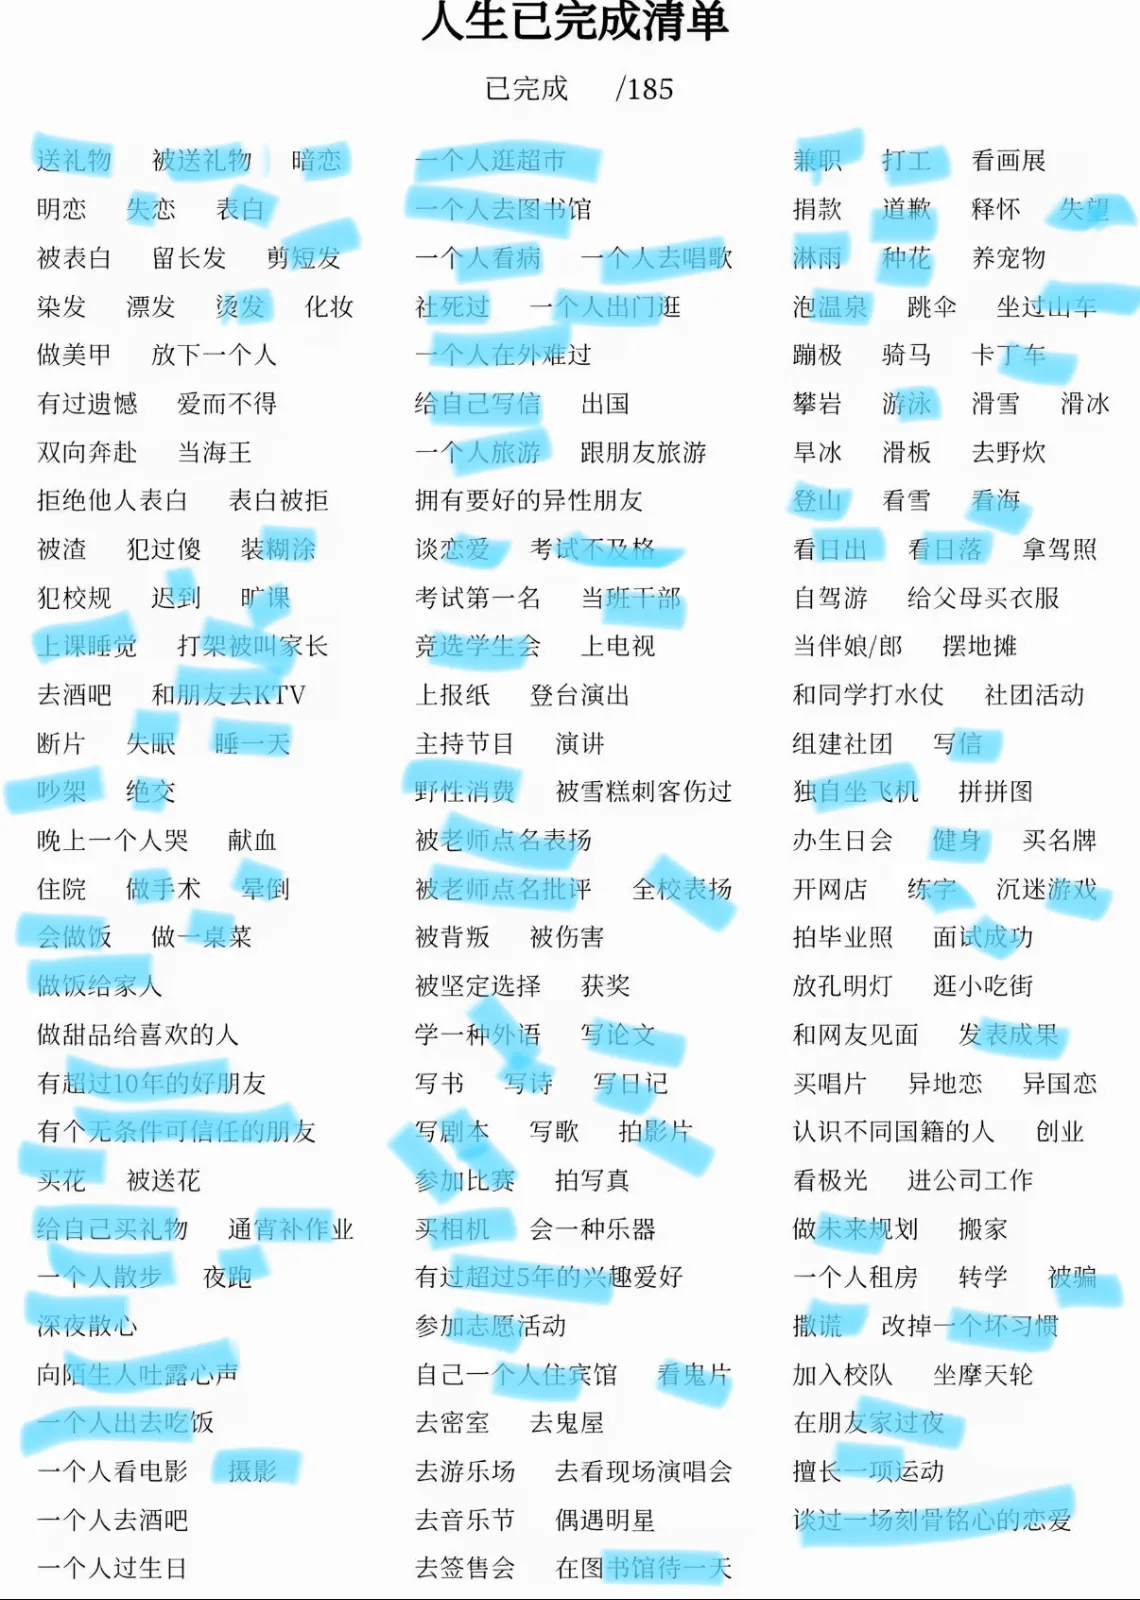 人生已完成清单
已完成 /185
送礼物 被送礼物 暗恋
明恋 失恋 表白
被表白 留长发 剪短发
染发 漂发 烫发 化妆
做美甲 放下一个人
有过遗憾 爱而不得
双向奔赴 当海王
拒绝他人表白 表白被拒
被渣 犯过傻 装糊涂
犯校规 迟到 旷课
上课睡觉 打架被叫家长
去酒吧 和朋友去KTV
断片 失眠 睡一天
吵架 绝交
晚上一个人哭 献血
住院 做手术 晕倒
会做饭 做一桌菜
做饭给家人
做甜品给喜欢的人
有超过10年的好朋友
有个无条件可信任的朋友
买花 被送花
给自己买礼物 通宵补作业
一个人散步 夜跑
深夜散心
向陌生人吐露心声
一个人出去吃饭
一个人看电影 摄影
一个人去酒吧
一个人过生日
一个人逛超市
一个人去图书馆
一个人看病 一个人去唱歌
社死过 一个人出门逛
一个人在外难过
给自己写信 出国
一个人旅游 跟朋友旅游
拥有要好的异性朋友
谈恋爱 考试不及格
考试第一名 当班干部
竞选学生会 上电视
上报纸 登台演出
主持节目 演讲
野性消费 被雪糕刺客伤过
被老师点名表扬
被老师点名批评 全校表扬
被背叛 被伤害
被坚定选择 获奖
学一种外语 写论文
写书 写诗 写日记
写剧本 写歌 拍影片
参加比赛 拍写真
买相机 会一种乐器
有过超过5年的兴趣爱好
参加志愿活动
自己一个人住宾馆 看鬼片
去密室 去鬼屋
去游乐场 去看现场演唱会
去音乐节 偶遇明星
去签售会 在图书馆待一天
兼职 打工 看画展
捐款 道歉 释怀 失望
淋雨 种花 养宠物
泡温泉 跳伞 坐过山车
蹦极 骑马 卡丁车
攀岩 游泳 滑雪 滑冰
旱冰 滑板 去野炊
登山 看雪 看海
看日出 看日落 拿驾照
自驾游 给父母买衣服
当伴娘/郎 摆地摊
和同学打水仗 社团活动
组建社团 写信
独自坐飞机 拼拼图
办生日会 健身 买名牌
开网店 练字 沉迷游戏
拍毕业照 面试成功
放孔明灯 逛小吃街
和网友见面 发表成果
买唱片 异地恋 异国恋
认识不同国籍的人 创业
看极光 进公司工作
做未来规划 搬家
一个人租房 转学 被骗
撒谎 改掉一个坏习惯
加入校队 坐摩天轮
在朋友家过夜
擅长一项运动
谈过一场刻骨铭心的恋爱